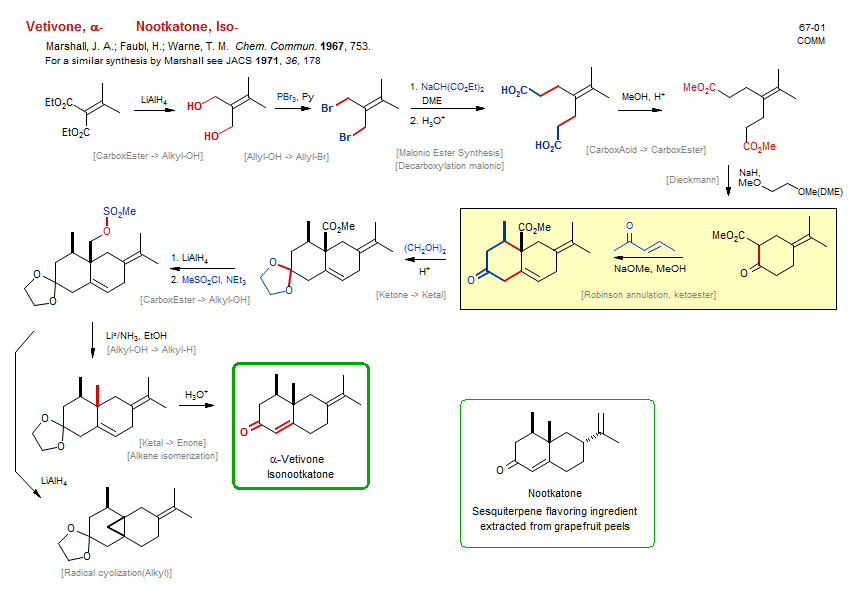 Vetivone, α- Nootkatone, Iso-
67-01
COMM
Marshall, J. A.; Faubl, H.; Warne, T. M. Chem. Commun. 1967, 753.
For a similar synthesis by Marshall see JACS 1971, 36, 178
EtO₂C
EtO₂C
LiAlH₄
[CarboxEster -> Alkyl-OH]
HO
HO
PBr₃, Py
[Allyl-OH -> Allyl-Br]
Br
Br
1. NaCH(CO₂Et)₂
DME
2. H₃O⁺
[Malonic Ester Synthesis]
[Decarboxylation malonic]
HO₂C
HO₂C
MeOH, H⁺
[CarboxAcid -> CarboxEster]
MeO₂C
CO₂Me
[Dieckmann]
NaH,
MeO
OMe(DME)
MeO₂C
O
O
NaOMe, MeOH
[Robinson annulation, ketoester]
CO₂Me
O
(CH₂OH)₂
H⁺
[Ketone -> Ketal]
CO₂Me
O
O
1. LiAlH₄
2. MeSO₂Cl, NEt₃
[CarboxEster -> Alkyl-OH]
SO₂Me
O
O
O
Li°/NH₃, EtOH
[Alkyl-OH -> Alkyl-H]
O
O
H₃O⁺
[Ketal -> Enone]
[Alkene isomerization]
O
α-Vetivone
Isonootkatone
O
Nootkatone
Sesquiterpene flavoring ingredient
extracted from grapefruit peels
LiAlH₄
O
O
[Radical cyclization(Alkyl)]